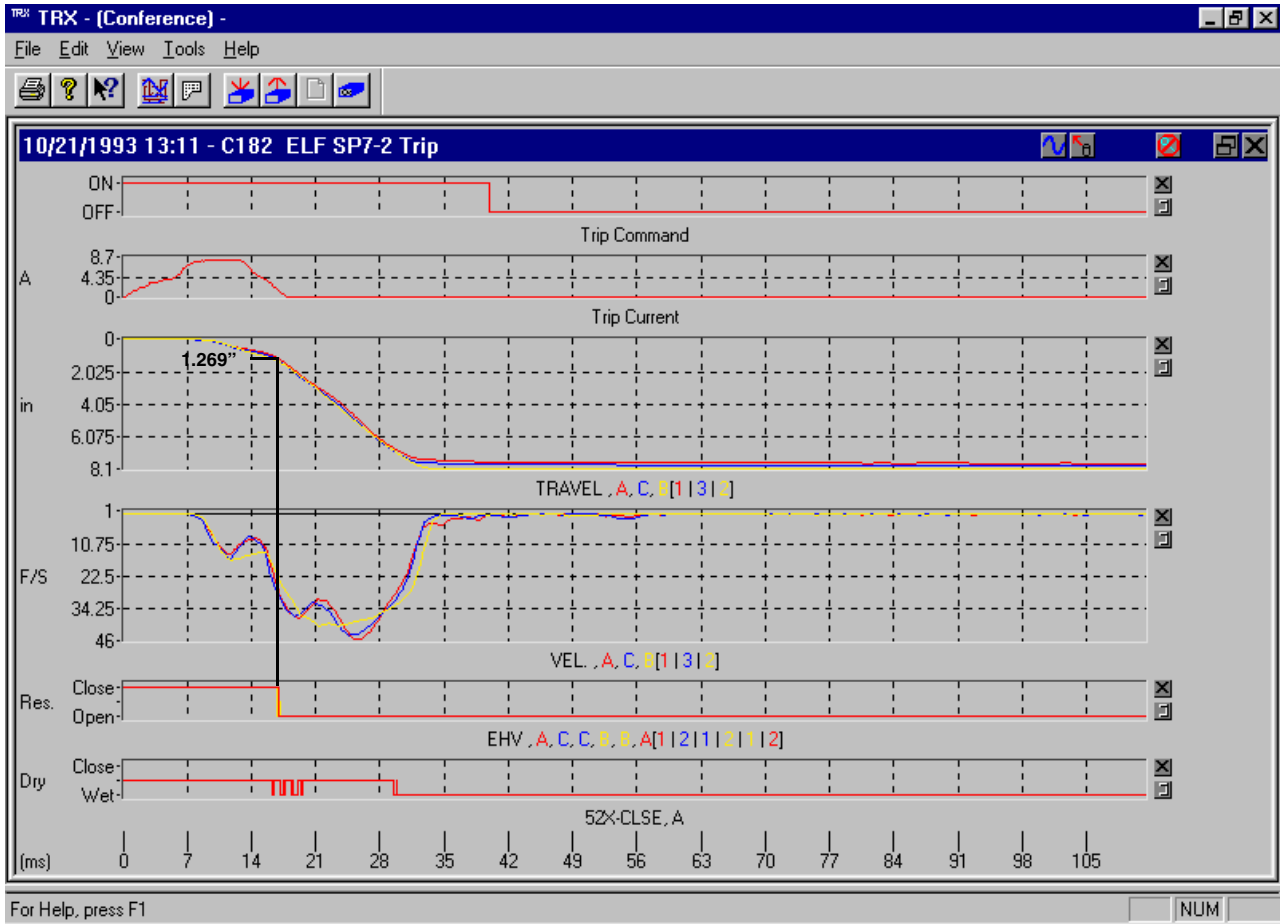 TRX TRX - (Conference) -
File Edit View Tools Help
10/21/1993 13:11 - C182 ELF SP7-2 Trip
ON
OFF
Trip Command
A
8.7
4.35
0
Trip Current
in
0
1.269”
2.025
4.05
6.075
8.1
TRAVEL , A, C, B[1 | 3 | 2]
F/S
1
10.75
22.5
34.25
46
VEL. , A, C, B[1 | 3 | 2]
Res.
Close
Open
EHV , A, C, C, B, B, A[1 | 2 | 1 | 2 | 1 | 2]
Dry
Close
Wet
52X-CLSE, A
(ms) 0 7 14 21 28 35 42 49 56 63 70 77 84 91 98 105
For Help, press F1 NUM